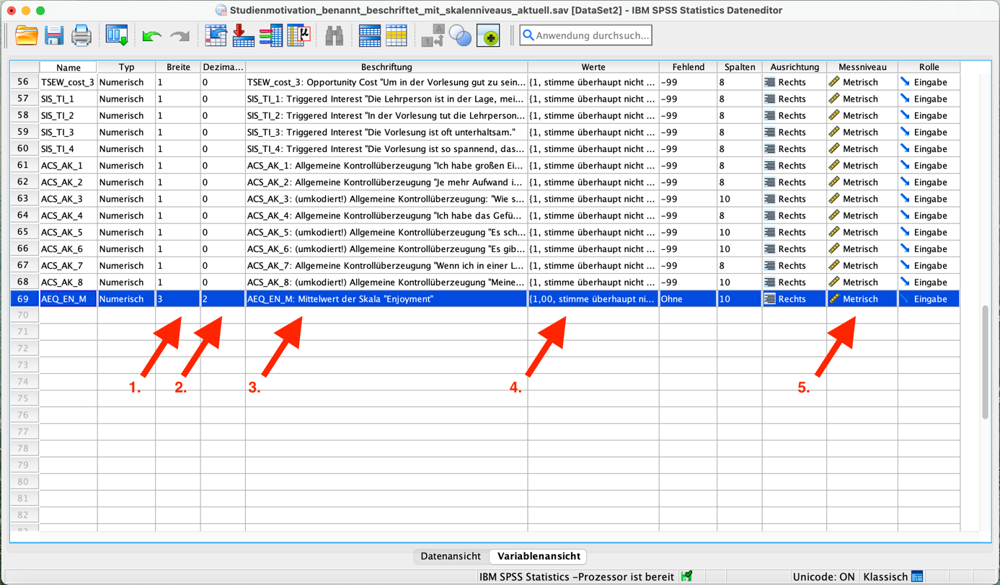 Studienmotivation_benannt_beschriftet_mit_skalenniveaus_aktuell.sav [DataSet2] – IBM SPSS Statistics Dateneditor
A
1
µ
Anwendung durchsuch...
Name Typ Breite Dezima... Beschriftung Werte Fehlend Spalten Ausrichtung Messniveau Rolle
56 TSEW_cost_3 Numerisch 1 0 TSEW_cost_3: Opportunity Cost "Um in der Vorlesung gut zu sein... {1, stimme überhaupt nicht ... -99 8 Rechts Metrisch Eingabe
57 SIS_TI_1 Numerisch 1 0 SIS_TI_1: Triggered Interest "Die Lehrperson ist in der Lage, mei... {1, stimme überhaupt nicht ... -99 8 Rechts Metrisch Eingabe
58 SIS_TI_2 Numerisch 1 0 SIS_TI_2: Triggered Interest "In der Vorlesung tut die Lehrperson... {1, stimme überhaupt nicht ... -99 8 Rechts Metrisch Eingabe
59 SIS_TI_3 Numerisch 1 0 SIS_TI_3: Triggered Interest "Die Vorlesung ist oft unterhaltsam." {1, stimme überhaupt nicht ... -99 8 Rechts Metrisch Eingabe
60 SIS_TI_4 Numerisch 1 0 SIS_TI_4: Triggered Interest "Die Vorlesung ist so spannend, das... {1, stimme überhaupt nicht ... -99 8 Rechts Metrisch Eingabe
61 ACS_AK_1 Numerisch 1 0 ACS_AK_1: Allgemeine Kontrollüberzeugung "Ich habe großen Ei... {1, stimme überhaupt nicht ... -99 8 Rechts Metrisch Eingabe
62 ACS_AK_2 Numerisch 1 0 ACS_AK_2: Allgemeine Kontrollüberzeugung "Je mehr Aufwand i... {1, stimme überhaupt nicht ... -99 8 Rechts Metrisch Eingabe
63 ACS_AK_3 Numerisch 1 0 ACS_AK_3: (umkodiert!) Allgemeine Kontrollüberzeugung: "Wie s... {1, stimme überhaupt nicht ... -99 10 Rechts Metrisch Eingabe
64 ACS_AK_4 Numerisch 1 0 ACS_AK_4: Allgemeine Kontrollüberzeugung "Ich habe das Gefü... {1, stimme überhaupt nicht ... -99 8 Rechts Metrisch Eingabe
65 ACS_AK_5 Numerisch 1 0 ACS_AK_5: (umkodiert!) Allgemeine Kontrollüberzeugung "Es sch... {1, stimme überhaupt nicht ... -99 10 Rechts Metrisch Eingabe
66 ACS_AK_6 Numerisch 1 0 ACS_AK_6: (umkodiert!) Allgemeine Kontrollüberzeugung "Es gib... {1, stimme überhaupt nicht ... -99 10 Rechts Metrisch Eingabe
67 ACS_AK_7 Numerisch 1 0 ACS_AK_7: Allgemeine Kontrollüberzeugung "Wenn ich in einer L... {1, stimme überhaupt nicht ... -99 8 Rechts Metrisch Eingabe
68 ACS_AK_8 Numerisch 1 0 ACS_AK_8: (umkodiert!) Allgemeine Kontrollüberzeugung "Meine... {1, stimme überhaupt nicht ... -99 10 Rechts Metrisch Eingabe
69 AEQ_EN_M Numerisch 3 2 AEQ_EN_M: Mittelwert der Skala "Enjoyment" {1,00, stimme überhaupt ni... Ohne 10 Rechts Metrisch Eingabe
70
71
72
73
74
1. 2. 3. 4. 5.
75
76
77
78
79
80
81
82
83
Datenansicht Variablenansicht
IBM SPSS Statistics -Prozessor ist bereit Unicode: ON Klassisch